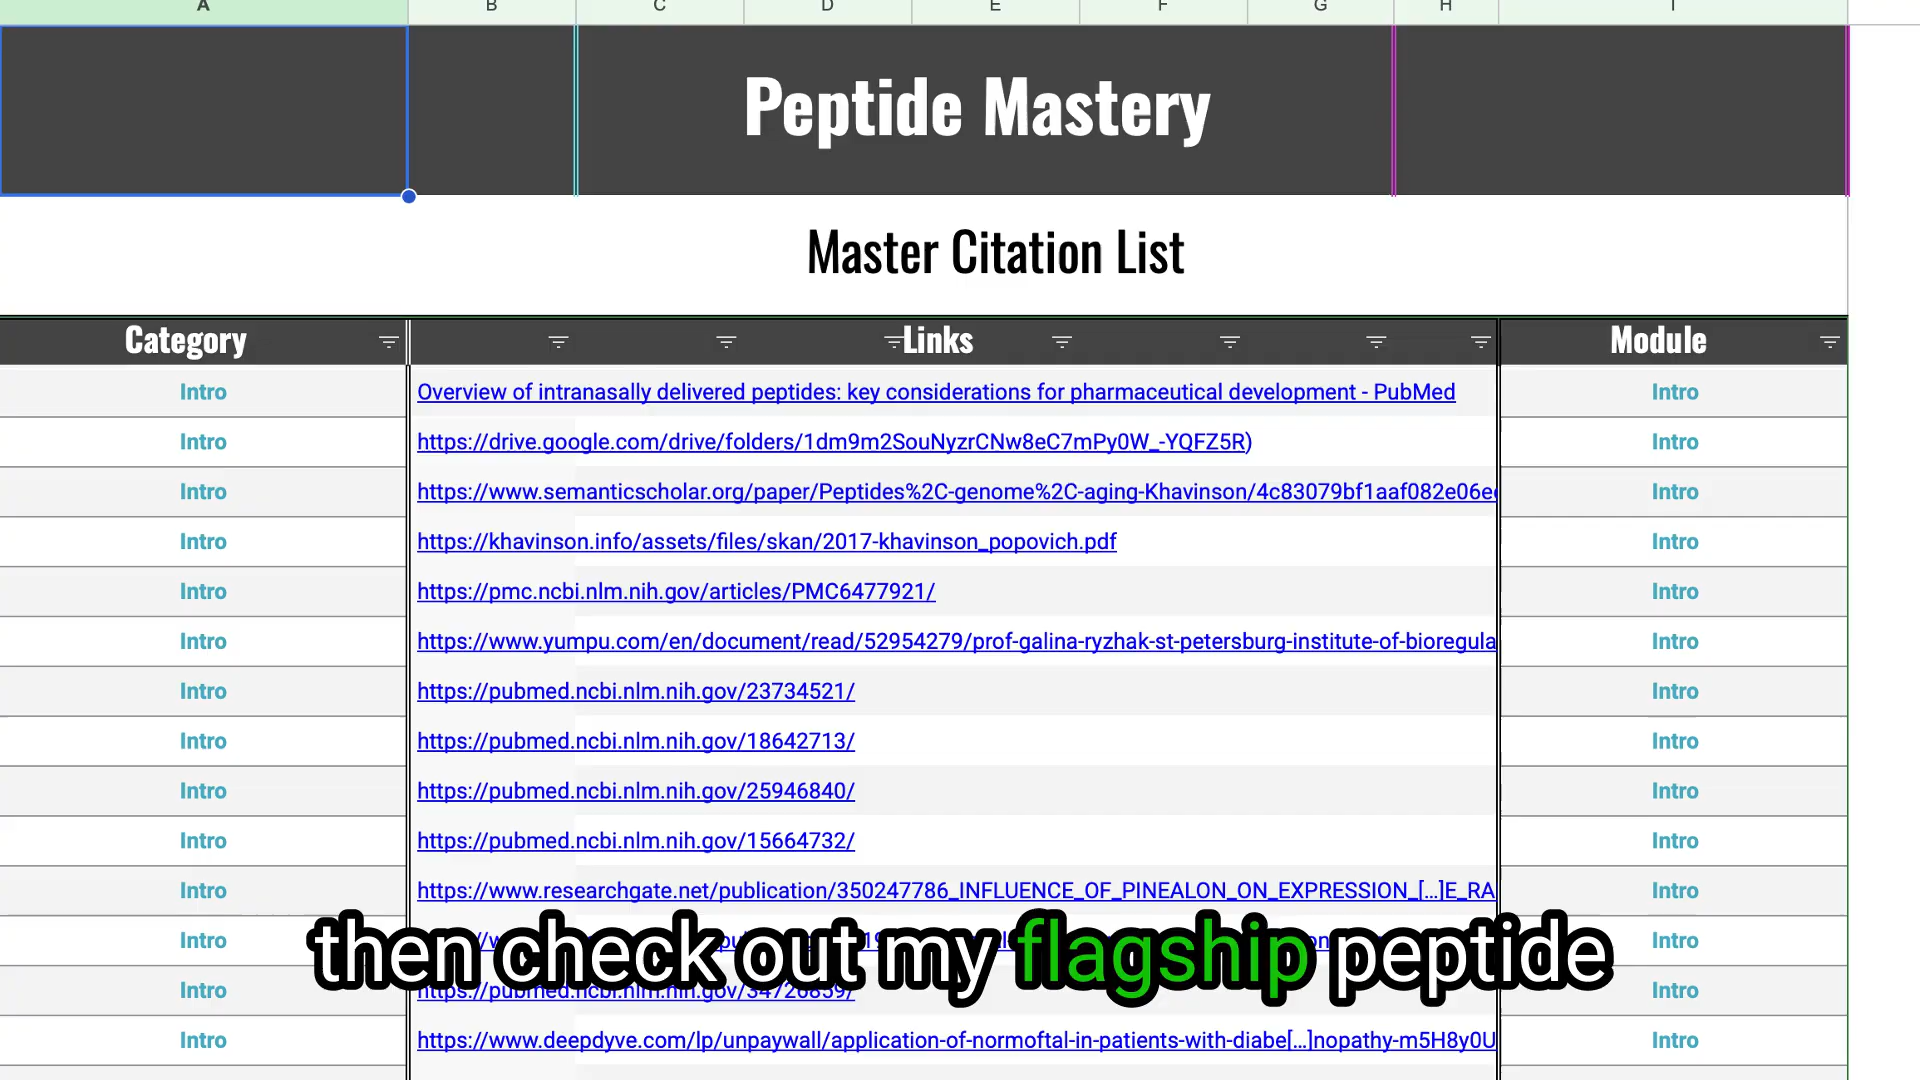 A B C D E F G H I
Peptide Mastery
Master Citation List
Category Links Module
Intro Overview of intranasally delivered peptides: key considerations for pharmaceutical development - PubMed Intro
Intro https://drive.google.com/drive/folders/1dm9m2SouNyzrCNw8eC7mPy0W_-YQFZ5R) Intro
Intro https://www.semanticscholar.org/paper/Peptides%2C-genome%2C-aging-Khavinson/4c83079bf1aaf082e06e Intro
Intro https://khavinson.info/assets/files/skan/2017-khavinson_popovich.pdf Intro
Intro https://pmc.ncbi.nlm.nih.gov/articles/PMC6477921/ Intro
Intro https://www.yumpu.com/en/document/read/52954279/prof-galina-ryzhak-st-petersburg-institute-of-bioregula Intro
Intro https://pubmed.ncbi.nlm.nih.gov/23734521/ Intro
Intro https://pubmed.ncbi.nlm.nih.gov/18642713/ Intro
Intro https://pubmed.ncbi.nlm.nih.gov/25946840/ Intro
Intro https://pubmed.ncbi.nlm.nih.gov/15664732/ Intro
Intro https://www.researchgate.net/publication/350247786_INFLUENCE_OF_PINEALON_ON_EXPRESSION_[...]E_RA Intro
Intro Intro
then check out my flagship peptide
Intro https://pubmed.ncbi.nlm.nih.gov/34726859/ Intro
Intro https://www.deepdyve.com/lp/unpaywall/application-of-normoftal-in-patients-with-diabe[...]nopathy-m5H8y0U Intro